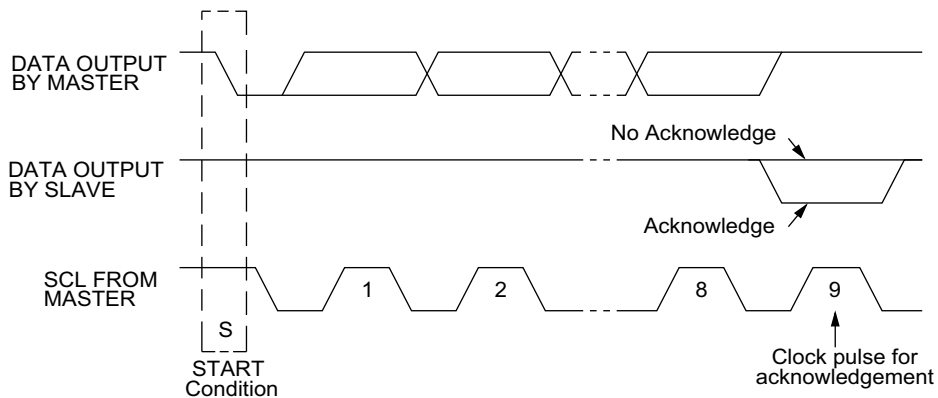 DATA OUTPUT
BY MASTER
No Acknowledge
DATA OUTPUT
BY SLAVE
Acknowledge
SCL FROM
MASTER
1
2
8
9
S
START
Condition
Clock pulse for
acknowledgement